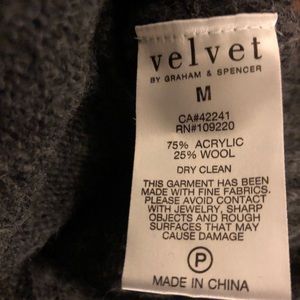 velvet
BY GRAHAM & SPENCER
M
CA#42241
RN#109220
75% ACRYLIC
25% WOOL
DRY CLEAN
THIS GARMENT HAS BEEN
MADE WITH FINE FABRICS.
PLEASE AVOID CONTACT
WITH JEWELRY, SHARP
OBJECTS AND ROUGH
SURFACES THAT MAY
CAUSE DAMAGE
P
MADE IN CHINA